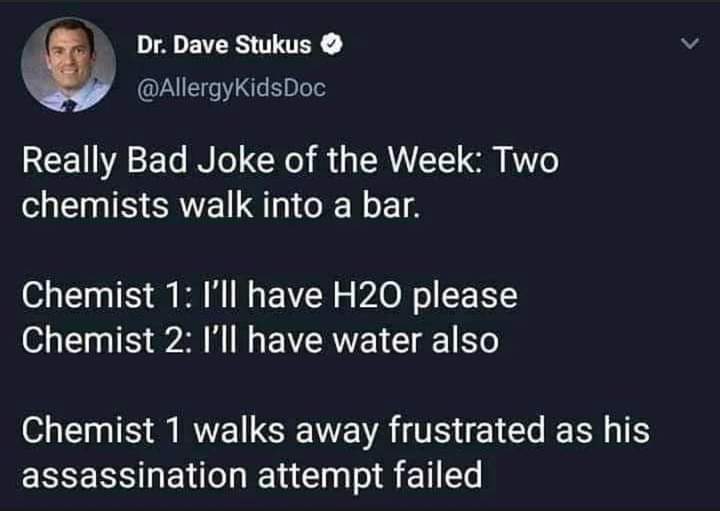 Dr. Dave Stukus
@AllergyKidsDoc
Really Bad Joke of the Week: Two
chemists walk into a bar.
Chemist 1: I'll have H2O please
Chemist 2: I'll have water also
Chemist 1 walks away frustrated as his
assassination attempt failed